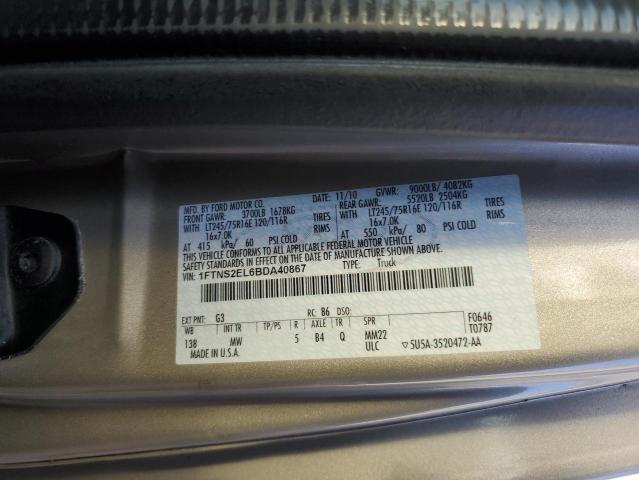 MFD. BY FORD MOTOR CO.
11/10
GVWR: 9000LB/ 4082KG
FRONT GAWR: 3700LB 1678KG
REAR GAWR: 5520LB 2504KG
WITH LT245/75R16E 120/116R TIRES
WITH LT245/75R16E 120/116R TIRES
16x7.0K RIMS
16x7.0K RIMS
AT 415 kPa/ 60 PSI COLD
AT 550 kPa/ 80 PSI COLD
THIS VEHICLE CONFORMS TO ALL APPLICABLE FEDERAL MOTOR VEHICLE
SAFETY STANDARDS IN EFFECT ON THE DATE OF MANUFACTURE SHOWN ABOVE.
VIN: 1FTNS2EL6BDA40867
TYPE: Truck
EXT PNT: G3 RC: 86 DSO: F0646
WB INT TR TP/PS R AXLE TR SPR T0787
138 MW 5 B4 Q MM22
MADE IN U.S.A. ULC 5U5A-3520472-AA